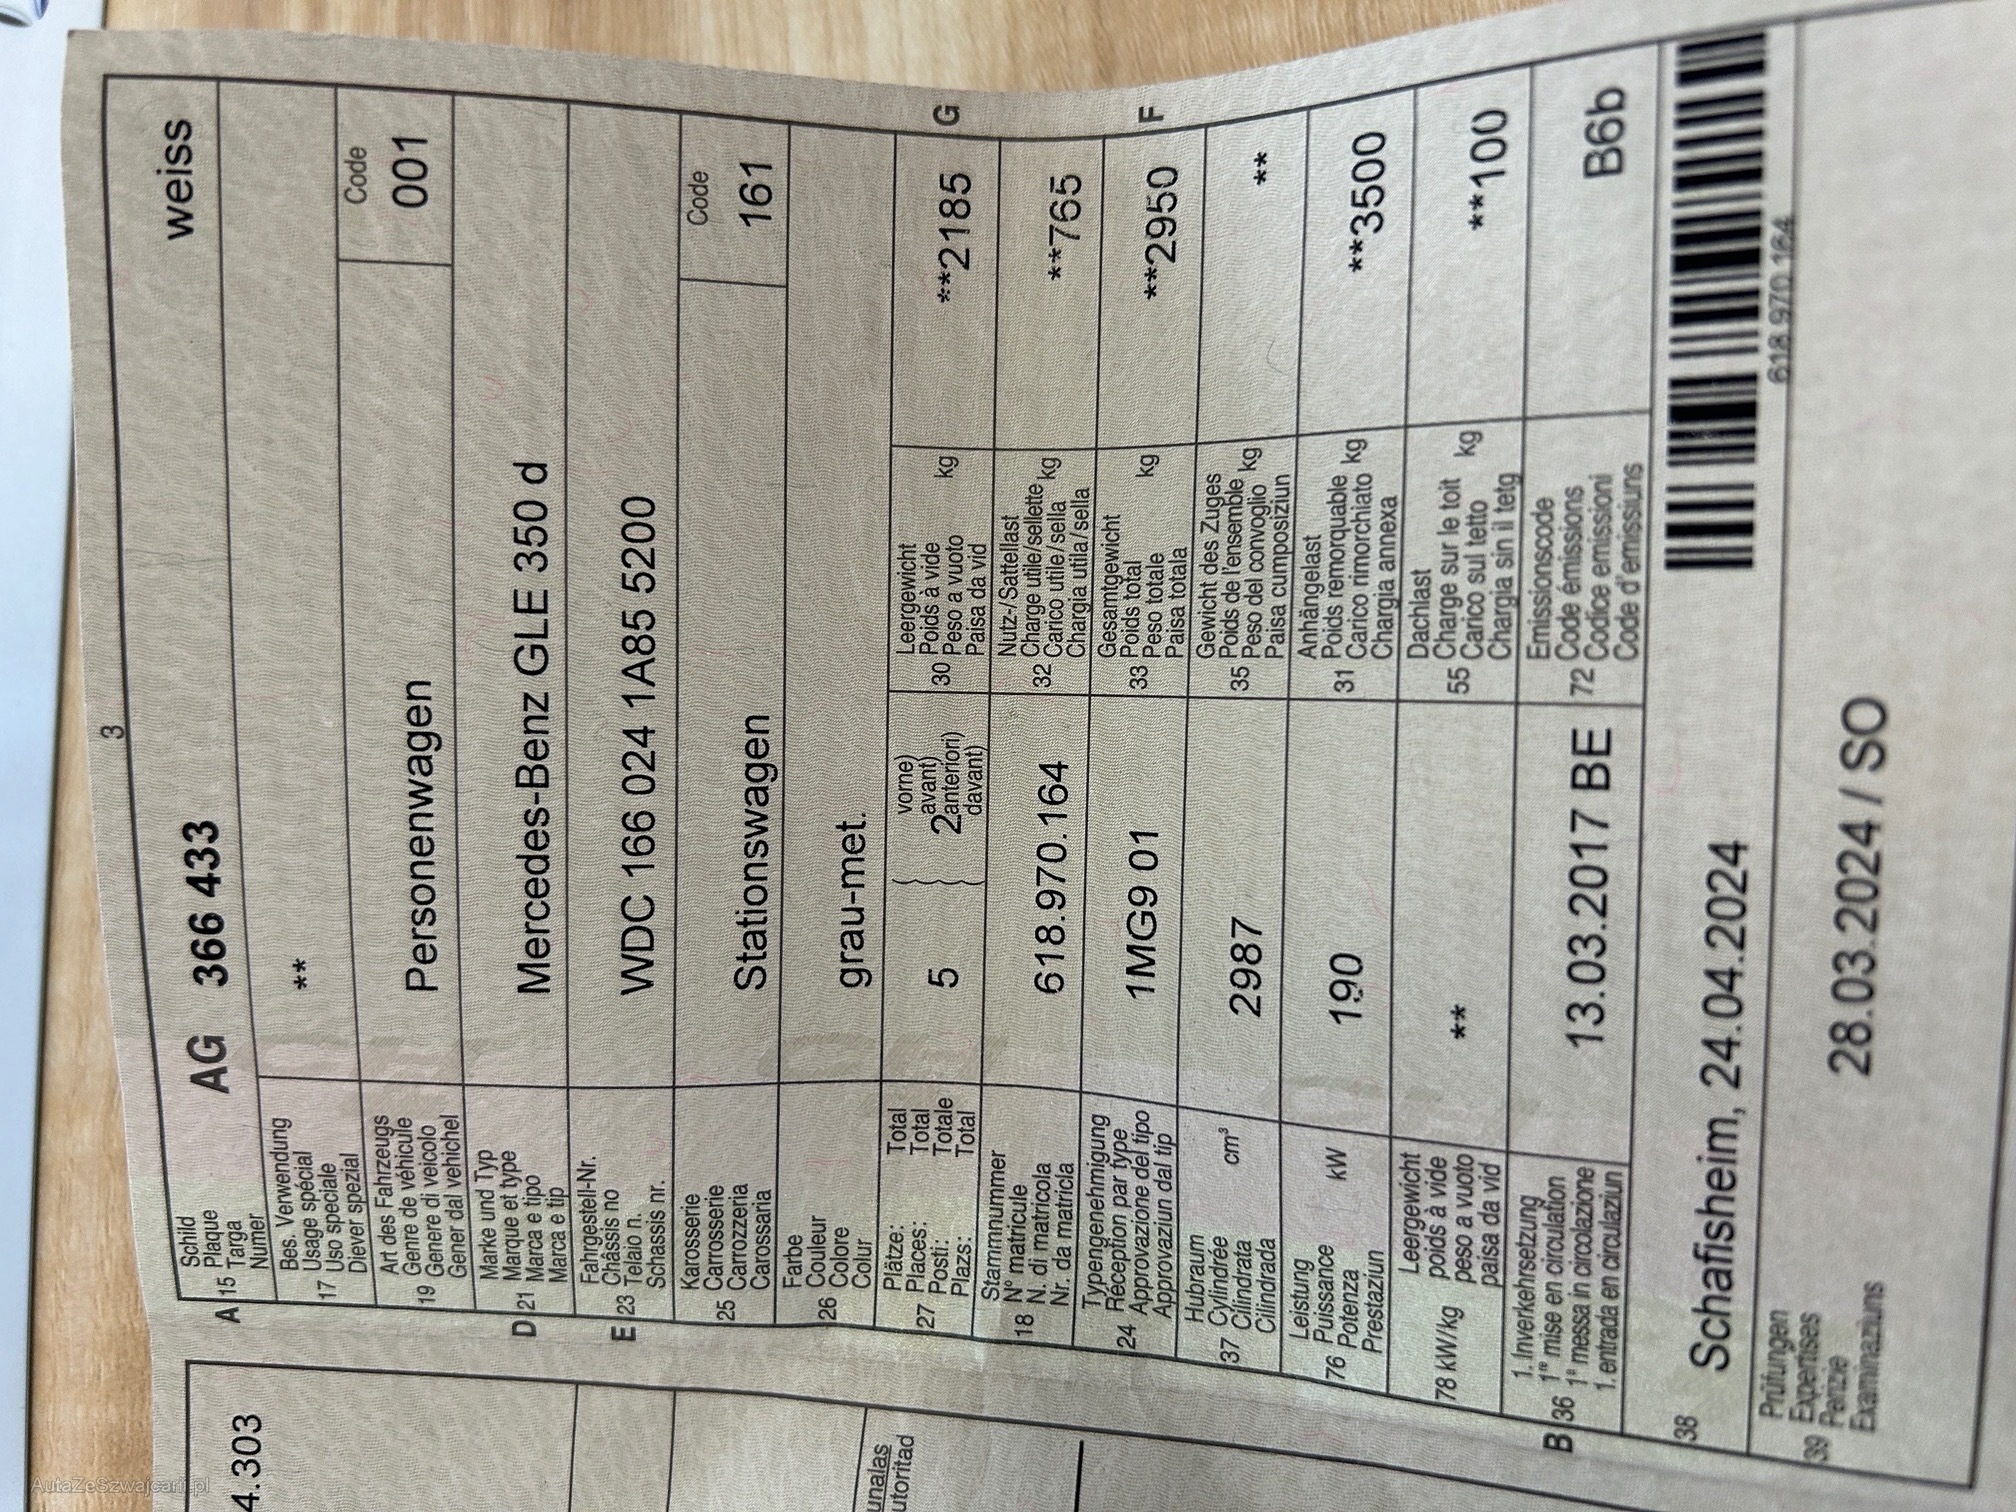 3
Schild
Plaque
A 15 Targa
Numer
AG 366 433 weiss
Bes. Verwendung
Usage spécial
17 Uso speciale
Diever spezial
**
Art des Fahrzeugs
Genre de véhicule
19 Genere di veicolo
Gener dal vehichel
Personenwagen
Code
001
Marke und Typ
Marque et type
D 21 Marca e tipo
Marca e tip
Mercedes-Benz GLE 350 d
Fahrgestell-Nr.
Châssis no
E 23 Telaio n.
Schassis nr.
WDC 166 024 1A85 5200
Karosserie
Carrosserie
25 Carrozzeria
Carossaria
Stationswagen
Code
161
Farbe
Couleur
26 Colore
Colur
grau-met.
Plätze: Total
Places: Total
27 Posti: Totale
Plazs: Total
5
2
vorne)
avant)
2
anteriori)
davant)
Leergewicht
Poids à vide
30 Peso a vuoto kg
Paisa da vid
**2185 G
Stammnummer
18 N° matricule
N. di matricola
Nr. da matricla
618.970.164
Nutz-/Sattellast
Charge utile/sellette
32 Carico utile/sella kg
Chargia utila/sella
**765
Typengenehmigung
Réception par type
24 Approvazione del tipo
Approvaziun dal tip
1MG9 01
Gesamtgewicht
Poids total
33 Peso totale kg
Paisa totala
**2950 F
Hubraum
37 Cylindrée cm³
Cilindrata
Cilindrada
2987
Gewicht des Zuges
Poids de l'ensemble
35 Peso del convoglio kg
Paisa cumposiziun
**
Leistung
Puissance kW
76 Potenza
Prestaziun
190
Anhängelast
Poids remorquable
31 Carico rimorchiato kg
Chargia annexa
**3500
Leergewicht
poids à vide
78 kW/kg peso a vuoto
paisa da vid
**
Dachlast
Charge sur le toit
55 Carico sul tetto kg
Chargia sin il tetg
**100
1. Inverkehrsetzung
1re mise en circulation
B 36 1a messa in circolazione
1. entrada en circulaziun
13.03.2017 BE
Emissionscode
72 Code émissions
Codice emissioni
Code d'emissiuns
B6b
38
Schafisheim, 24.04.2024
618.970.164
Prüfungen
39 Expertises
Perizie
Examinaziuns
28.03.2024 / SO
4.303
unalas
utoritad
AutaZeSzwajcarii.pl